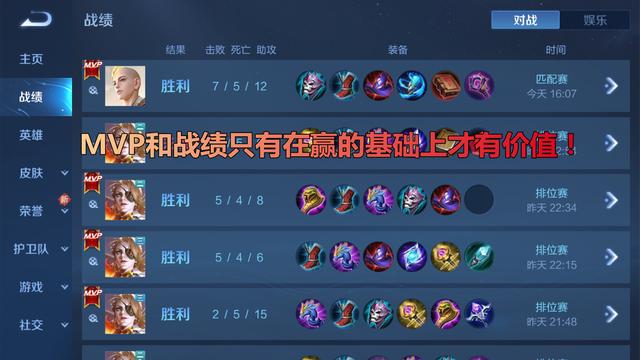 战绩
对战
娱乐
主页
战绩
英雄
皮肤
荣誉
新
护卫队
游戏
社交
结果
击败
死亡
助攻
装备
时间
MVP
胜利
7 / 5 / 12
匹配赛
今天 16:07
MVP和战绩只有在赢的基础上才有价值！
MVP
胜利
5 / 4 / 8
排位赛
昨天 22:34
MVP
胜利
5 / 4 / 6
排位赛
昨天 22:15
MVP
胜利
2 / 5 / 15
排位赛
昨天 21:48